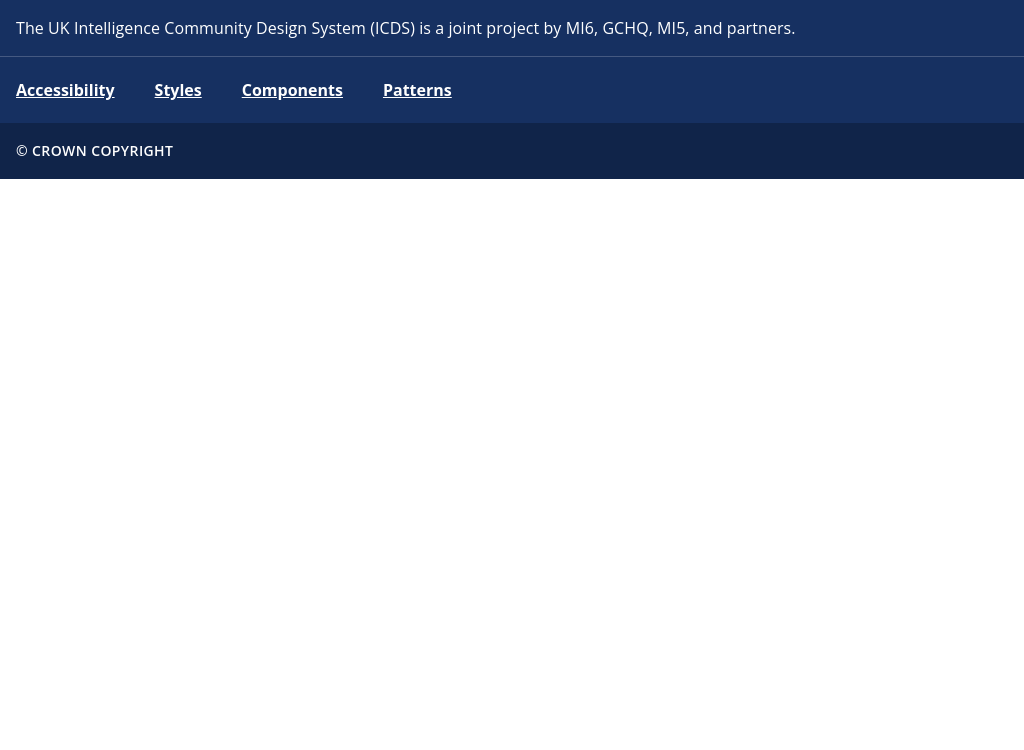 The UK Intelligence Community Design System (ICDS) is a joint project by MI6, GCHQ, MI5, and partners.
Accessibility Styles Components Patterns
© CROWN COPYRIGHT